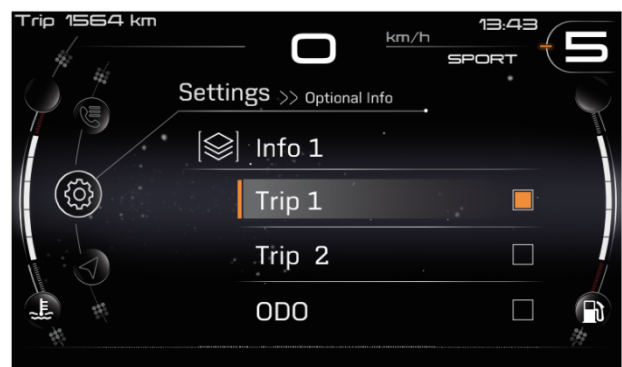 Trip 1564 km
0
km/h
13:43
SPORT
5
Settings >> Optional Info
Info 1
Trip 1
Trip 2
ODO